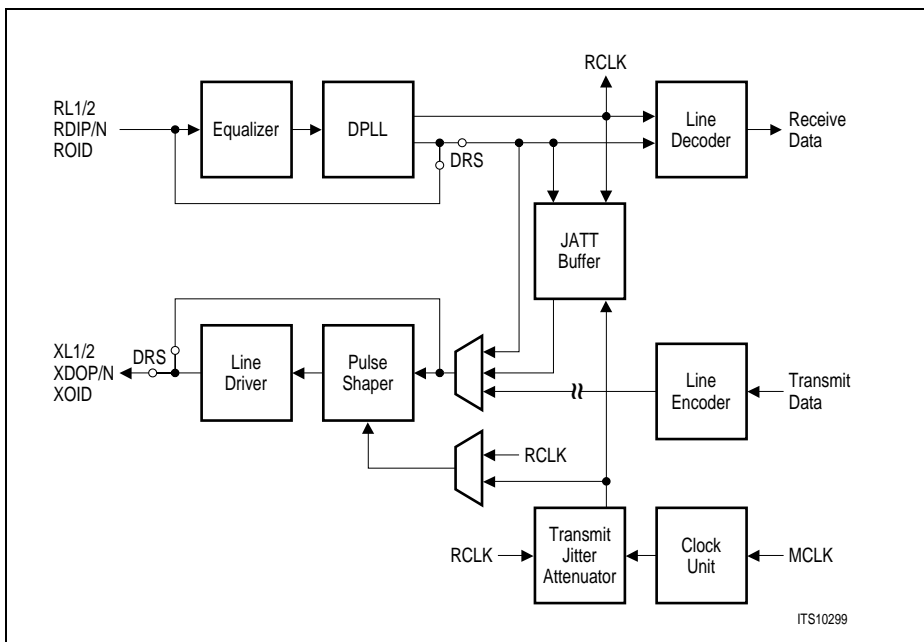 RCLK
RL1/2
RDIP/N
ROID
Equalizer
DPLL
Line
Decoder
Receive
Data
DRS
JATT
Buffer
XL1/2
XDOP/N
XOID
DRS
Line
Driver
Pulse
Shaper
Line
Encoder
Transmit
Data
RCLK
RCLK
Transmit
Jitter
Attenuator
Clock
Unit
MCLK
ITS10299